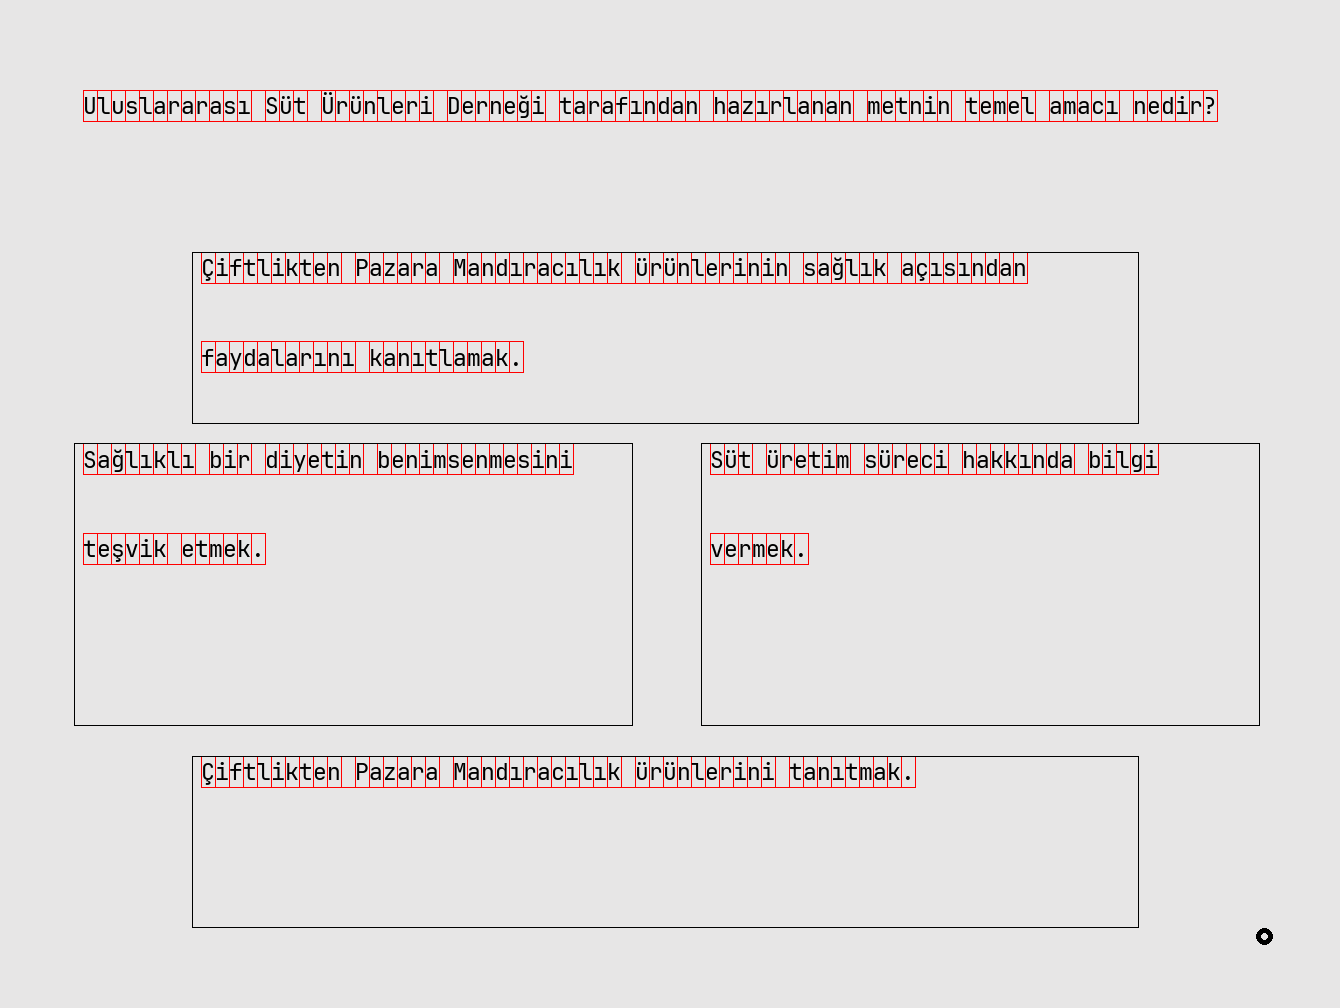 Uluslararası Süt Ürünleri Derneği tarafından hazırlanan metnin temel amacı nedir?
Çiftlikten Pazara Mandıracılık ürünlerinin sağlık açısından
faydalarını kanıtlamak.
Sağlıklı bir diyetin benimsenmesini
teşvik etmek.
Süt üretim süreci hakkında bilgi
vermek.
Çiftlikten Pazara Mandıracılık ürünlerini tanıtmak.